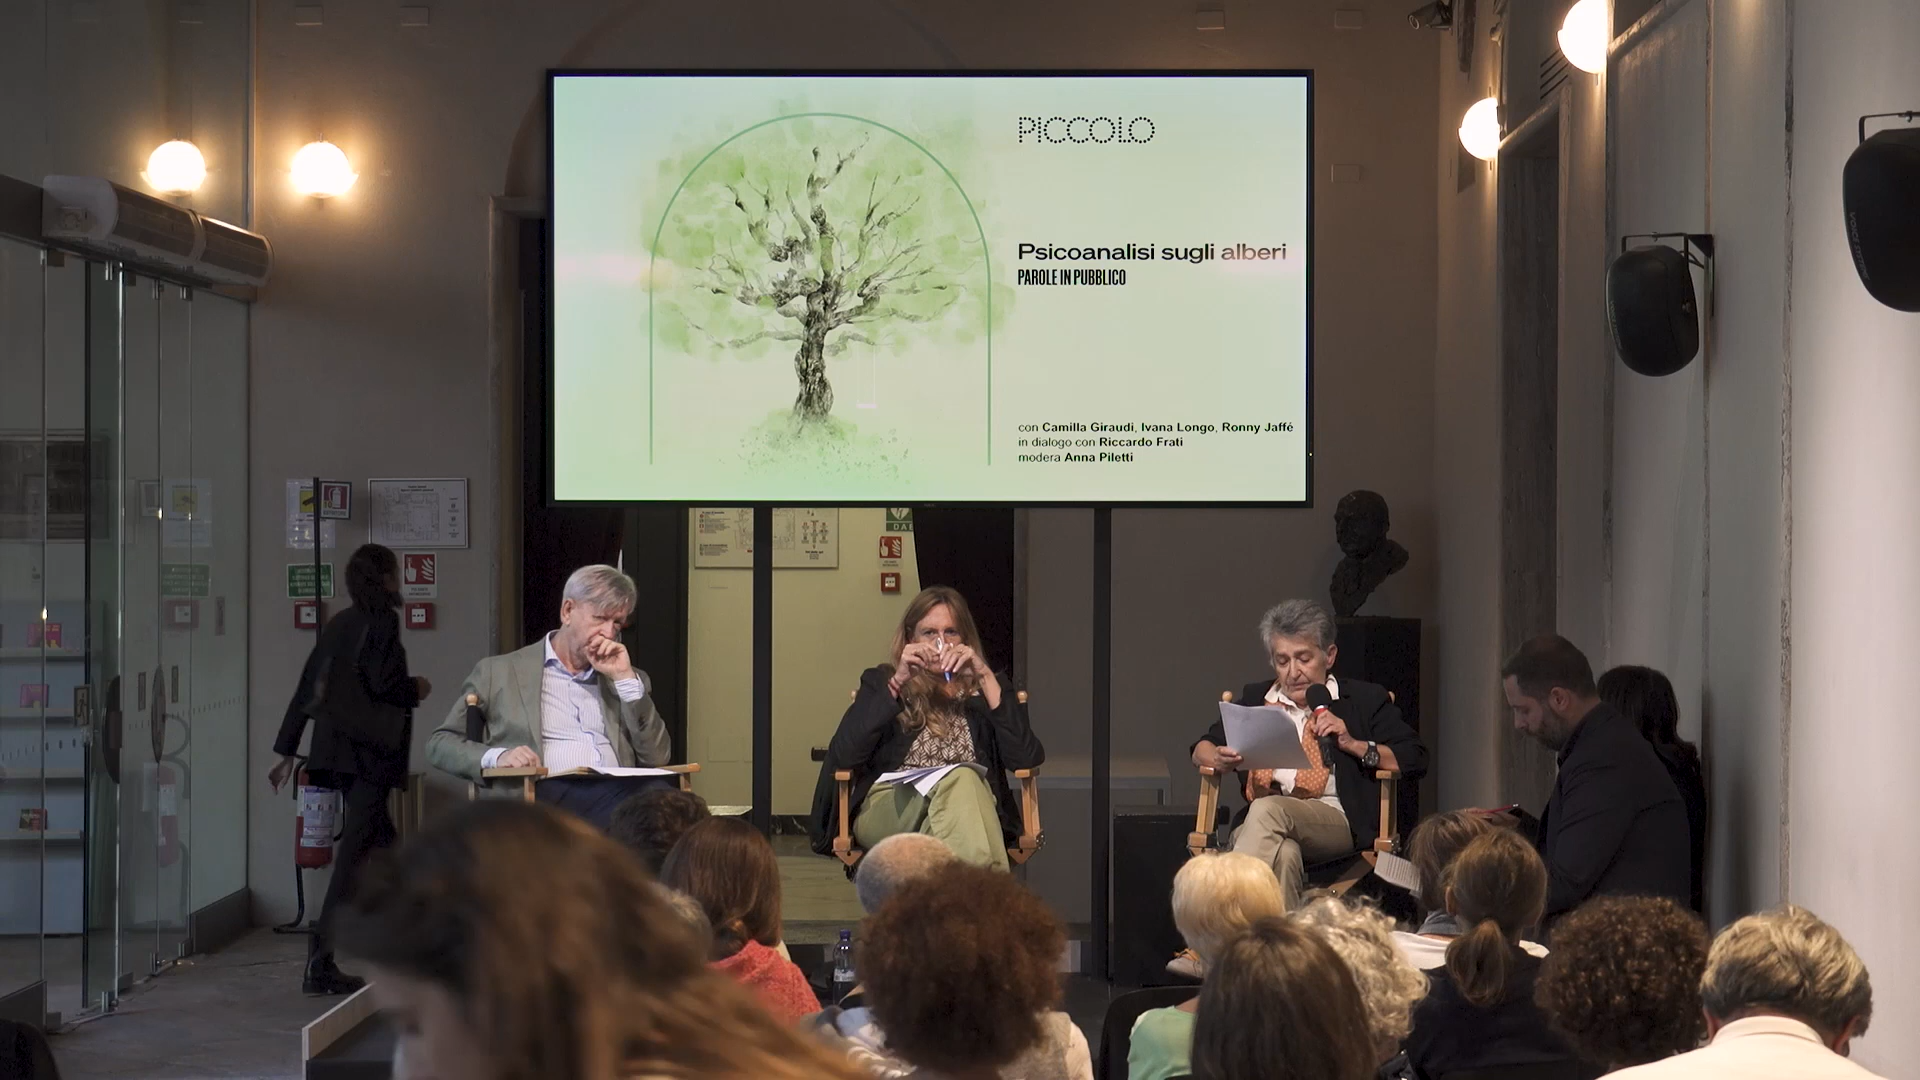 PICCOLO
Psicoanalisi sugli alberi
PAROLE IN PUBBLICO
con Camilla Giraudi, Ivana Longo, Ronny Jaffé
in dialogo con Riccardo Frati
modera Anna Piletti
DAE